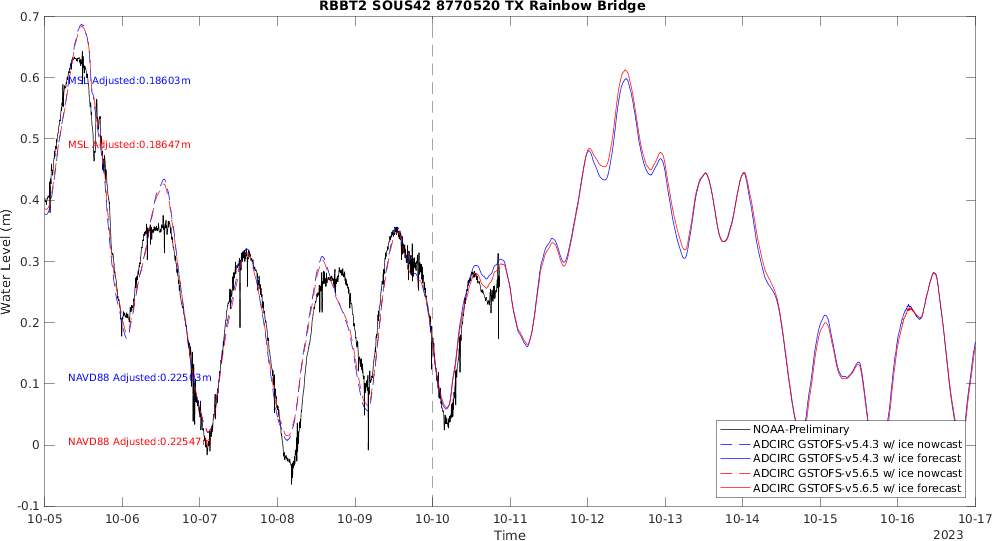 RBBT2 SOUS42 8770520 TX Rainbow Bridge
0.7
0.6
0.5
0.4
0.3
0.2
0.1
0
-0.1
Water Level (m)
MSL Adjusted:0.18603m
MSL Adjusted:0.18647m
NAVD88 Adjusted:0.22503m
NAVD88 Adjusted:0.22547m
NOAA-Preliminary
ADCIRC GSTOFS-v5.4.3 w/ ice nowcast
ADCIRC GSTOFS-v5.4.3 w/ ice forecast
ADCIRC GSTOFS-v5.6.5 w/ ice nowcast
ADCIRC GSTOFS-v5.6.5 w/ ice forecast
10-05 10-06 10-07 10-08 10-09 10-10 10-11 10-12 10-13 10-14 10-15 10-16 10-17
Time
2023